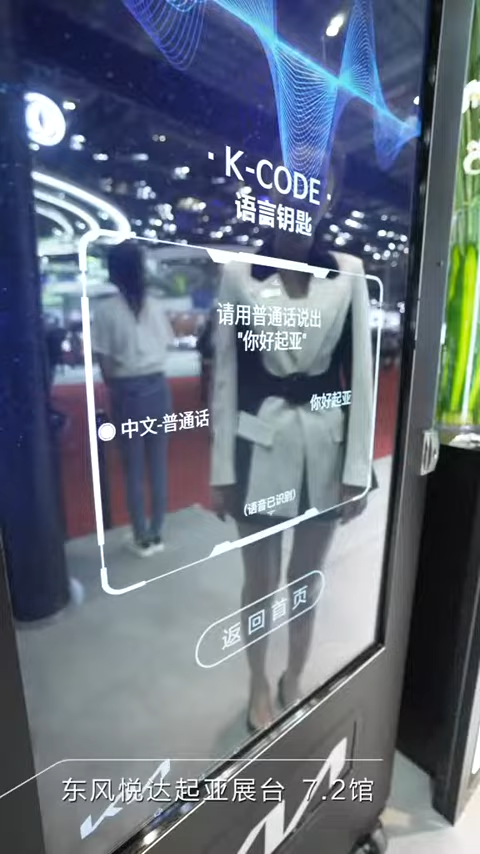 · K-CODE ·
语言钥匙
请用普通话说出
"你好起亚"
你好起亚
中文-普通话
(语音已识别)
返回首页
东风悦达起亚展台 7.2馆